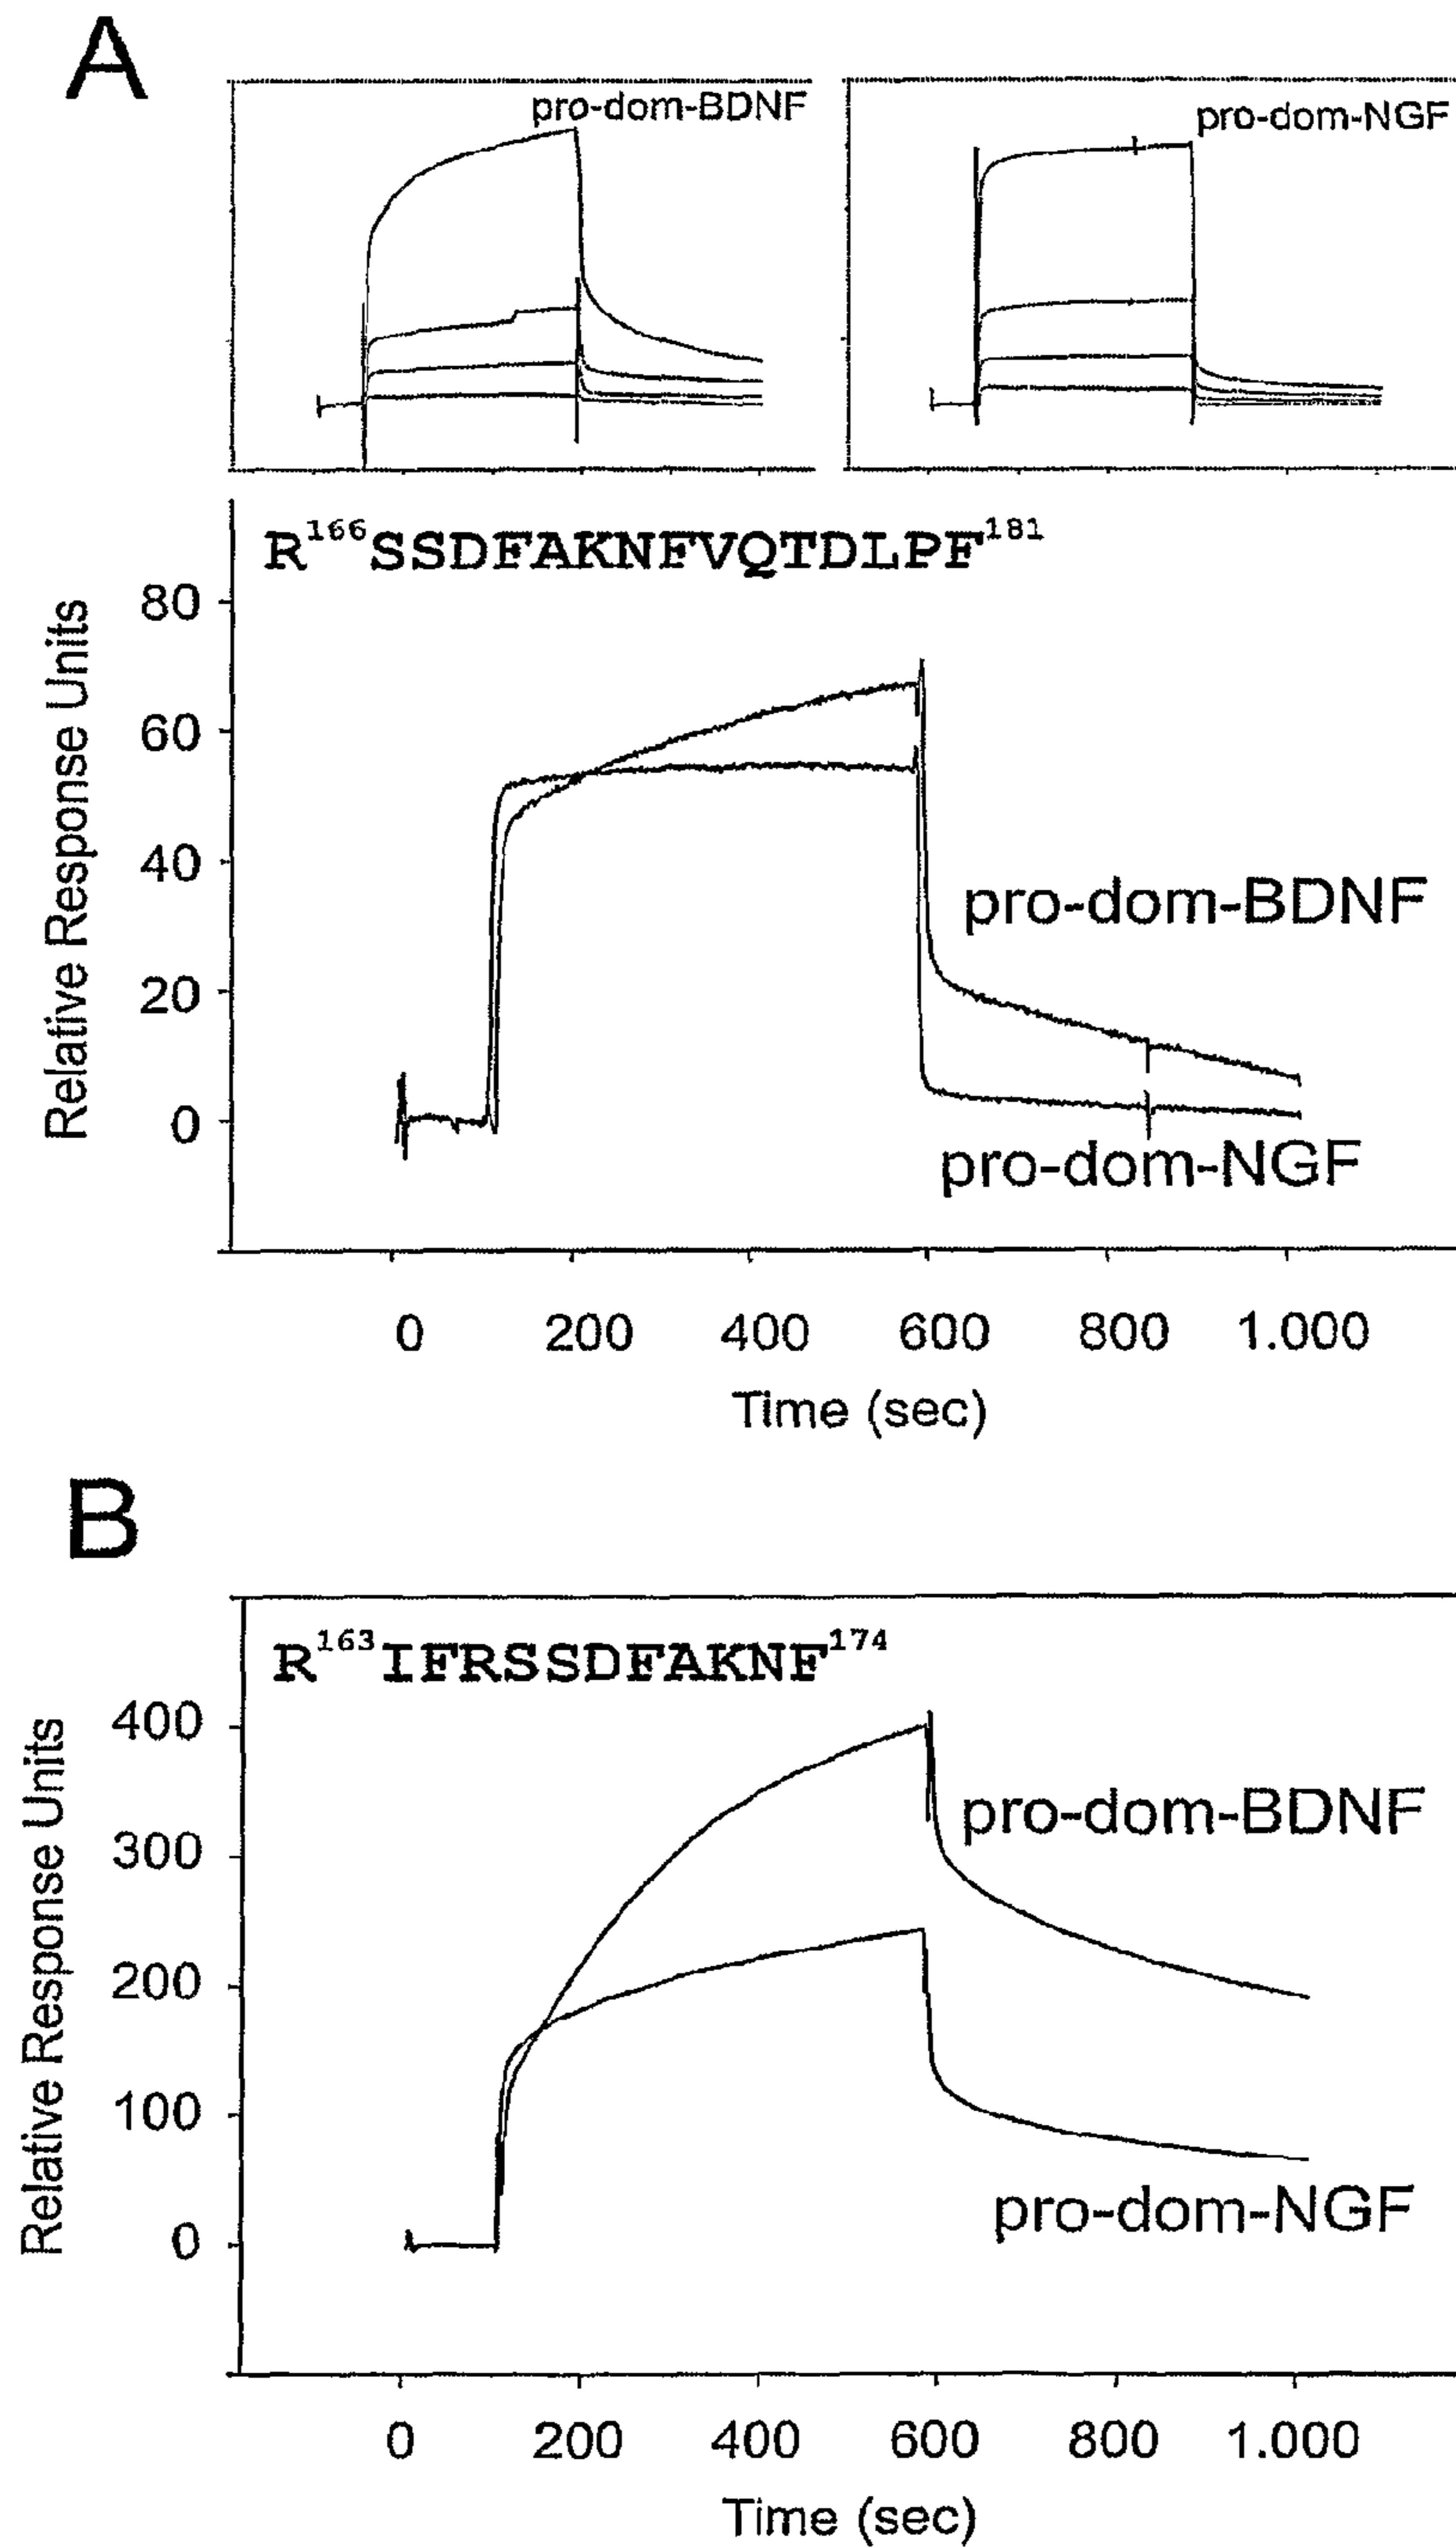 A
pro-dom-BDNF
pro-dom-NGF
R¹⁶⁶SSDFAKNFVQTDLPF¹⁸¹
Relative Response Units
80
60
40
20
0
pro-dom-BDNF
pro-dom-NGF
0 200 400 600 800 1.000
Time (sec)
B
R¹⁶³IFRSSDFAKNF¹⁷⁴
Relative Response Units
400
300
200
100
0
pro-dom-BDNF
pro-dom-NGF
0 200 400 600 800 1.000
Time (sec)